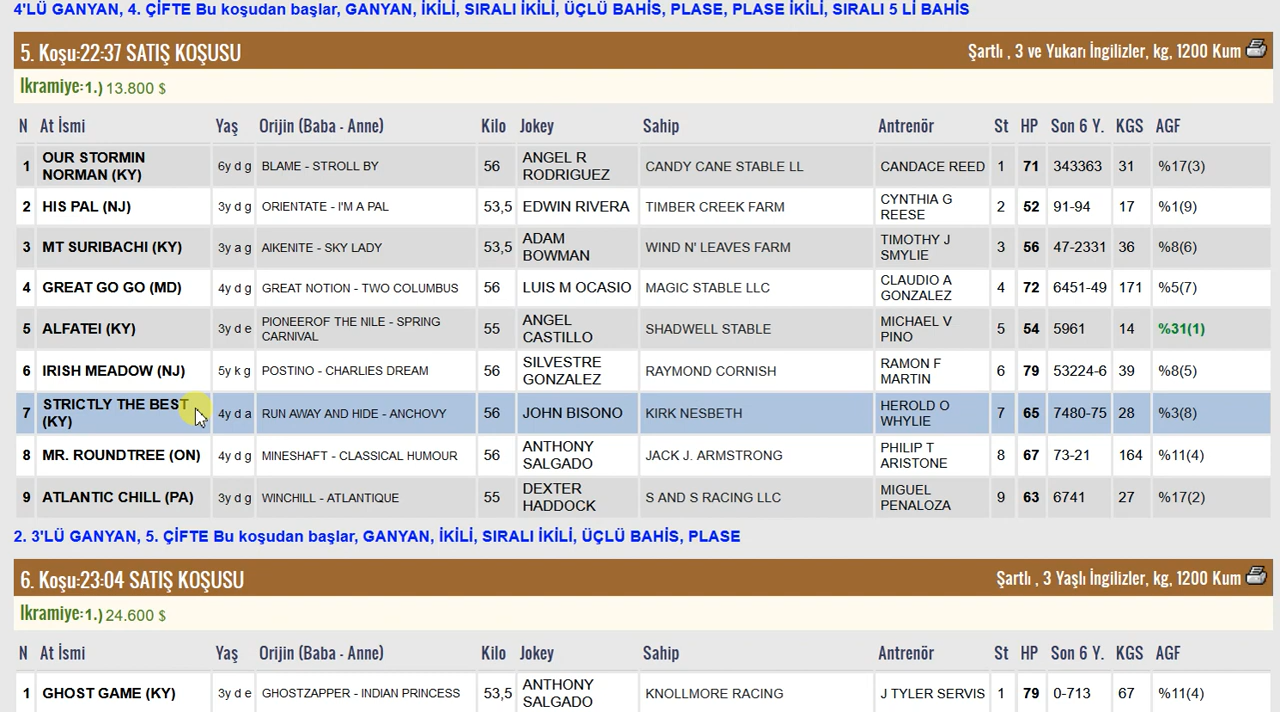 4'LÜ GANYAN, 4. ÇİFTE Bu koşudan başlar, GANYAN, İKİLİ, SIRALI İKİLİ, ÜÇLÜ BAHİS, PLASE, PLASE İKİLİ, SIRALI 5 Lİ BAHİS
5. Koşu:22:37 SATIŞ KOŞUSU Şartlı , 3 ve Yukarı İngilizler, kg, 1200 Kum
İkramiye:1.) 13.800 $
N At İsmi Yaş Orijin (Baba - Anne) Kilo Jokey Sahip Antrenör St HP Son 6 Y. KGS AGF
1 OUR STORMIN NORMAN (KY) 6y d g BLAME - STROLL BY 56 ANGEL R RODRIGUEZ CANDY CANE STABLE LL CANDACE REED 1 71 343363 31 %17(3)
2 HIS PAL (NJ) 3y d g ORIENTATE - I'M A PAL 53,5 EDWIN RIVERA TIMBER CREEK FARM CYNTHIA G REESE 2 52 91-94 17 %1(9)
3 MT SURIBACHI (KY) 3y a g AIKENITE - SKY LADY 53,5 ADAM BOWMAN WIND N' LEAVES FARM TIMOTHY J SMYLIE 3 56 47-2331 36 %8(6)
4 GREAT GO GO (MD) 4y d g GREAT NOTION - TWO COLUMBUS 56 LUIS M OCASIO MAGIC STABLE LLC CLAUDIO A GONZALEZ 4 72 6451-49 171 %5(7)
5 ALFATEI (KY) 3y d e PIONEEROF THE NILE - SPRING CARNIVAL 55 ANGEL CASTILLO SHADWELL STABLE MICHAEL V PINO 5 54 5961 14 %31(1)
6 IRISH MEADOW (NJ) 5y k g POSTINO - CHARLIES DREAM 56 SILVESTRE GONZALEZ RAYMOND CORNISH RAMON F MARTIN 6 79 53224-6 39 %8(5)
7 STRICTLY THE BEST (KY) 4y d a RUN AWAY AND HIDE - ANCHOVY 56 JOHN BISONO KIRK NESBETH HEROLD O WHYLIE 7 65 7480-75 28 %3(8)
8 MR. ROUNDTREE (ON) 4y d g MINESHAFT - CLASSICAL HUMOUR 56 ANTHONY SALGADO JACK J. ARMSTRONG PHILIP T ARISTONE 8 67 73-21 164 %11(4)
9 ATLANTIC CHILL (PA) 3y d g WINCHILL - ATLANTIQUE 55 DEXTER HADDOCK S AND S RACING LLC MIGUEL PENALOZA 9 63 6741 27 %17(2)
2. 3'LÜ GANYAN, 5. ÇİFTE Bu koşudan başlar, GANYAN, İKİLİ, SIRALI İKİLİ, ÜÇLÜ BAHİS, PLASE
6. Koşu:23:04 SATIŞ KOŞUSU Şartlı , 3 Yaşlı İngilizler, kg, 1200 Kum
İkramiye:1.) 24.600 $
N At İsmi Yaş Orijin (Baba - Anne) Kilo Jokey Sahip Antrenör St HP Son 6 Y. KGS AGF
1 GHOST GAME (KY) 3y d e GHOSTZAPPER - INDIAN PRINCESS 53,5 ANTHONY SALGADO KNOLLMORE RACING J TYLER SERVIS 1 79 0-713 67 %11(4)